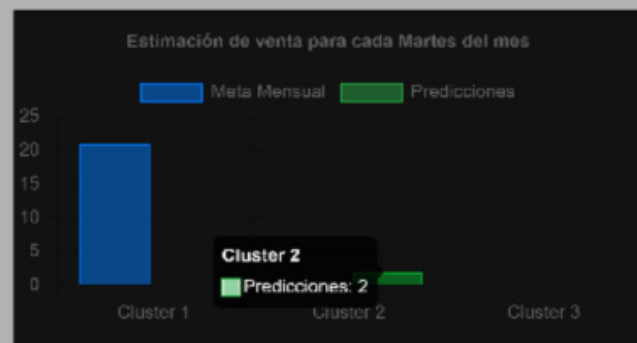 Estimación de venta para cada Martes del mes
Meta Mensual Predicciones
25
20
15
10
5
0
Cluster 2
Predicciones: 2
Cluster 1 Cluster 2 Cluster 3